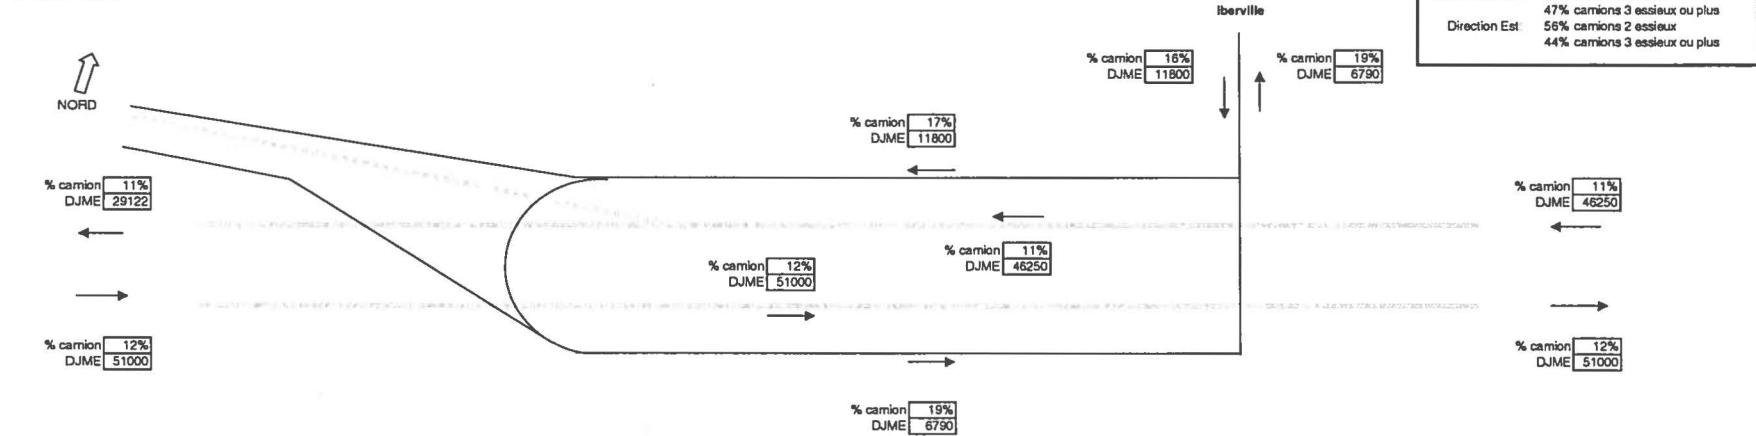 47% camions 3 essieux ou plus
Direction Est 56% camions 2 essieux
44% camions 3 essieux ou plus
Iberville
% camion 16%
DJME 11800
% camion 19%
DJME 6790
NORD
% camion 17%
DJME 11800
% camion 11%
DJME 29122
% camion 11%
DJME 46250
% camion 11%
DJME 46250
% camion 12%
DJME 51000
% camion 12%
DJME 51000
% camion 12%
DJME 51000
% camion 19%
DJME 6790